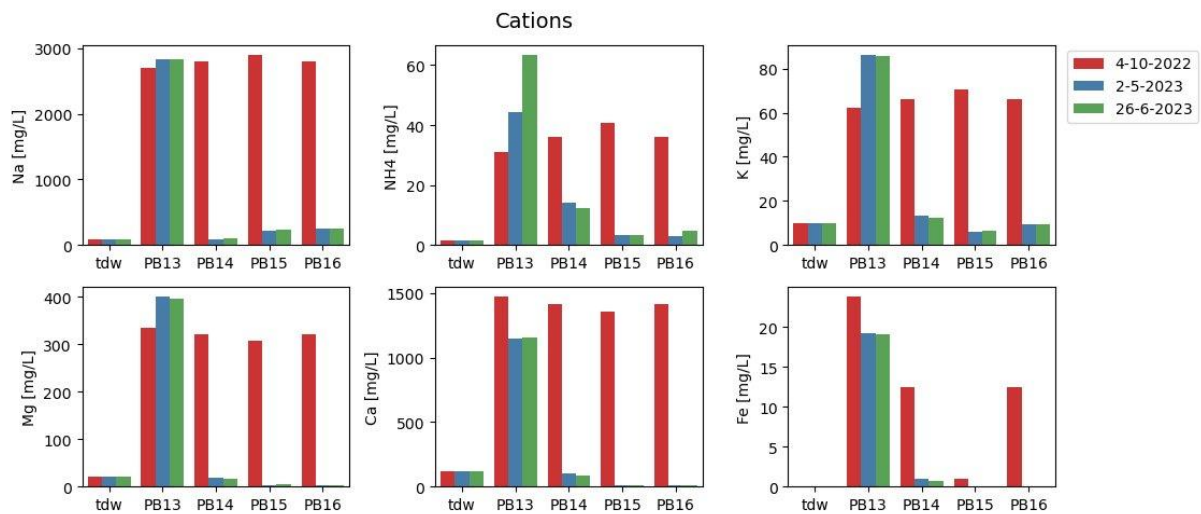 Cations
Na [mg/L]
3000
2000
1000
0
tdw PB13 PB14 PB15 PB16
NH4 [mg/L]
60
40
20
0
tdw PB13 PB14 PB15 PB16
K [mg/L]
80
60
40
20
0
tdw PB13 PB14 PB15 PB16
4-10-2022
2-5-2023
26-6-2023
Mg [mg/L]
400
300
200
100
0
tdw PB13 PB14 PB15 PB16
Ca [mg/L]
1500
1000
500
0
tdw PB13 PB14 PB15 PB16
Fe [mg/L]
20
15
10
5
0
tdw PB13 PB14 PB15 PB16